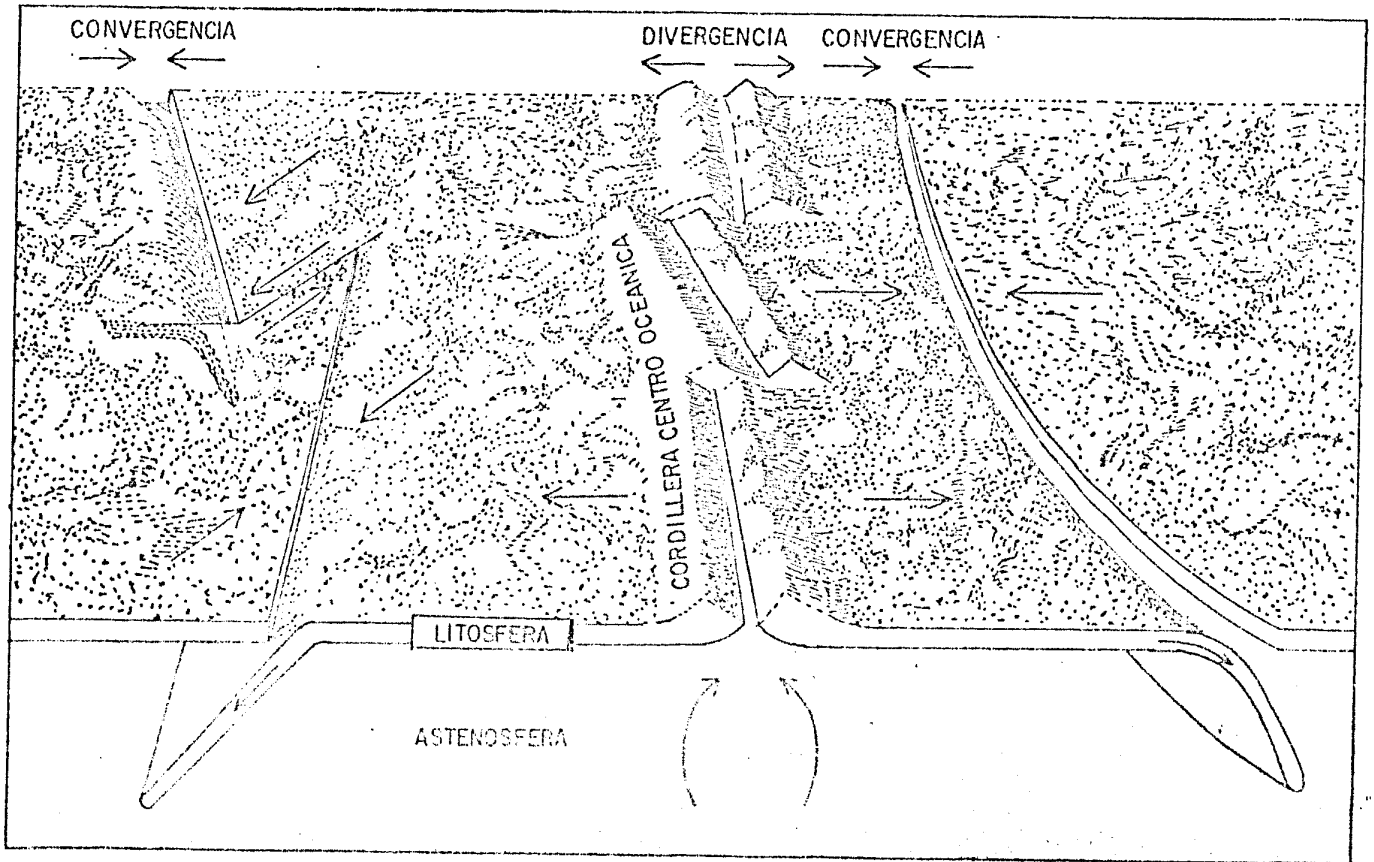 CONVERGENCIA
DIVERGENCIA
CONVERGENCIA
CORDILLERA CENTRO OCEANICA
LITOSFERA
ASTENOSFERA